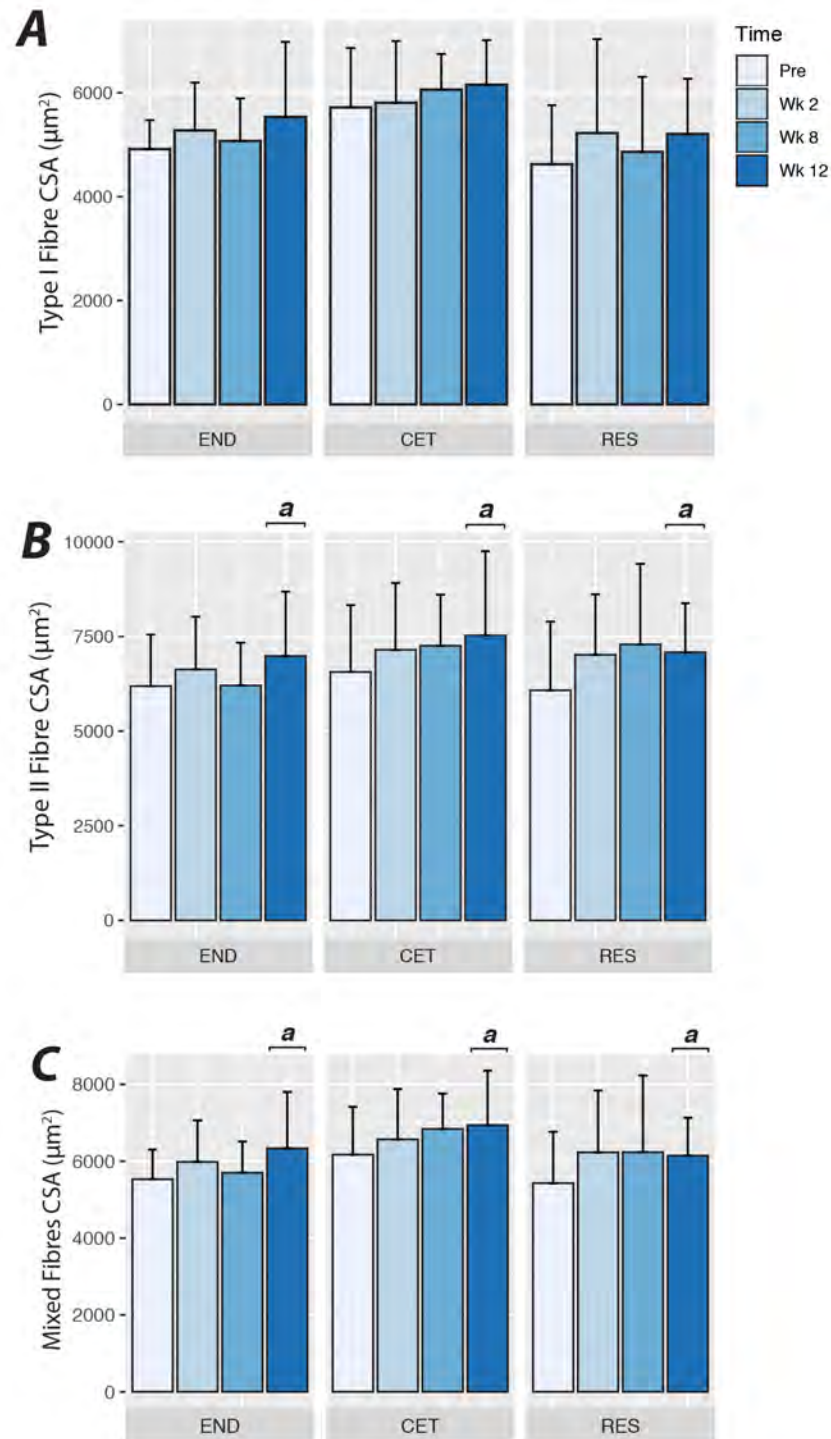 A
Time
Pre
Wk 2
Wk 8
Wk 12
Type I Fibre CSA (µm²)
6000
4000
2000
0
END
CET
RES
B
a
a
a
Type II Fibre CSA (µm²)
10000
7500
5000
2500
0
END
CET
RES
C
a
a
a
Mixed Fibres CSA (µm²)
8000
6000
4000
2000
0
END
CET
RES